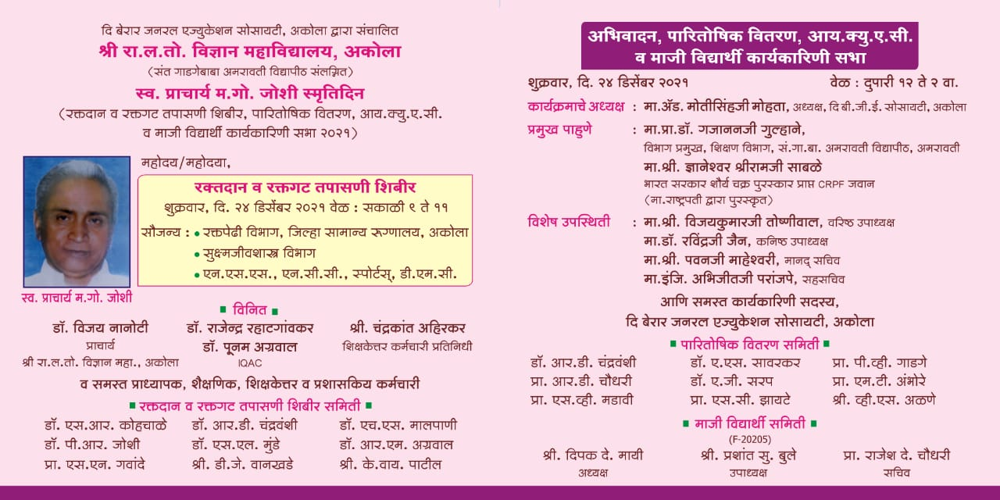 दि बेरार जनरल एज्युकेशन सोसायटी, अकोला द्वारा संचालित
श्री रा.ल.तो. विज्ञान महाविद्यालय, अकोला
(संत गाडगेबाबा अमरावती विद्यापीठ संलग्नित)
स्व. प्राचार्य म.गो. जोशी स्मृतिदिन
(रक्तदान व रक्तगट तपासणी शिबीर, पारितोषिक वितरण, आय.क्यु.ए.सी.
व माजी विद्यार्थी कार्यकारिणी सभा २०२१)
महोदय/महोदया,
रक्तदान व रक्तगट तपासणी शिबीर
शुक्रवार, दि. २४ डिसेंबर २०२१ वेळ : सकाळी ९ ते ११
सौजन्य : • रक्तपेढी विभाग, जिल्हा सामान्य रूग्णालय, अकोला
• सुक्ष्मजीवशास्त्र विभाग
• एन.एस.एस., एन.सी.सी., स्पोर्टस्, डी.एम.सी.
स्व. प्राचार्य म.गो. जोशी
विनित
डॉ. विजय नानोटी डॉ. राजेन्द्र रहाटगांवकर श्री. चंद्रकांत अहिरकर
प्राचार्य डॉ. पूनम अग्रवाल शिक्षकेत्तर कर्मचारी प्रतिनिधी
श्री रा.ल.तो. विज्ञान महा., अकोला IQAC
व समस्त प्राध्यापक, शैक्षणिक, शिक्षकेत्तर व प्रशासकिय कर्मचारी
रक्तदान व रक्तगट तपासणी शिबीर समिती
डॉ. एस.आर. कोहचाळे डॉ. आर.डी. चंद्रवंशी डॉ. एच.एस. मालपाणी
डॉ. पी.आर. जोशी डॉ. एस.एल. मुंडे डॉ. आर.एम. अग्रवाल
प्रा. एस.एन. गवांदे श्री. डी.जे. वानखडे श्री. के.वाय. पाटील
अभिवादन, पारितोषिक वितरण, आय.क्यु.ए.सी.
व माजी विद्यार्थी कार्यकारिणी सभा
शुक्रवार, दि. २४ डिसेंबर २०२१ वेळ : दुपारी १२ ते २ वा.
कार्यक्रमाचे अध्यक्ष : मा.ॲड. मोतीसिंहजी मोहता, अध्यक्ष, दि बी.जी.ई. सोसायटी, अकोला
प्रमुख पाहुणे : मा.प्रा.डॉ. गजाननजी गुल्हाने,
विभाग प्रमुख, शिक्षण विभाग, सं.गा.बा. अमरावती विद्यापीठ, अमरावती
मा.श्री. ज्ञानेश्वर श्रीरामजी साबळे
भारत सरकार शौर्य चक्र पुरस्कार प्राप्त CRPF जवान
(मा.राष्ट्रपती द्वारा पुरस्कृत)
विशेष उपस्थिती : मा.श्री. विजयकुमारजी तोष्णीवाल, वरिष्ठ उपाध्यक्ष
मा.डॉ. रविंद्रजी जैन, कनिष्ठ उपाध्यक्ष
मा.श्री. पवनजी माहेश्वरी, मानद् सचिव
मा.इंजि. अभिजीतजी परांजपे, सहसचिव
आणि समस्त कार्यकारिणी सदस्य,
दि बेरार जनरल एज्युकेशन सोसायटी, अकोला
पारितोषिक वितरण समिती
डॉ. आर.डी. चंद्रवंशी डॉ. ए.एस. सावरकर प्रा. पी.व्ही. गाडगे
प्रा. आर.डी. चौधरी डॉ. ए.जी. सरप प्रा. एम.टी. अंभोरे
प्रा. एस.व्ही. मडावी प्रा. एस.सी. झायटे श्री. व्ही.एस. अळणे
माजी विद्यार्थी समिती
(F-20205)
श्री. दिपक दे. मायी श्री. प्रशांत सु. बुले प्रा. राजेश दे. चौधरी
अध्यक्ष उपाध्यक्ष सचिव